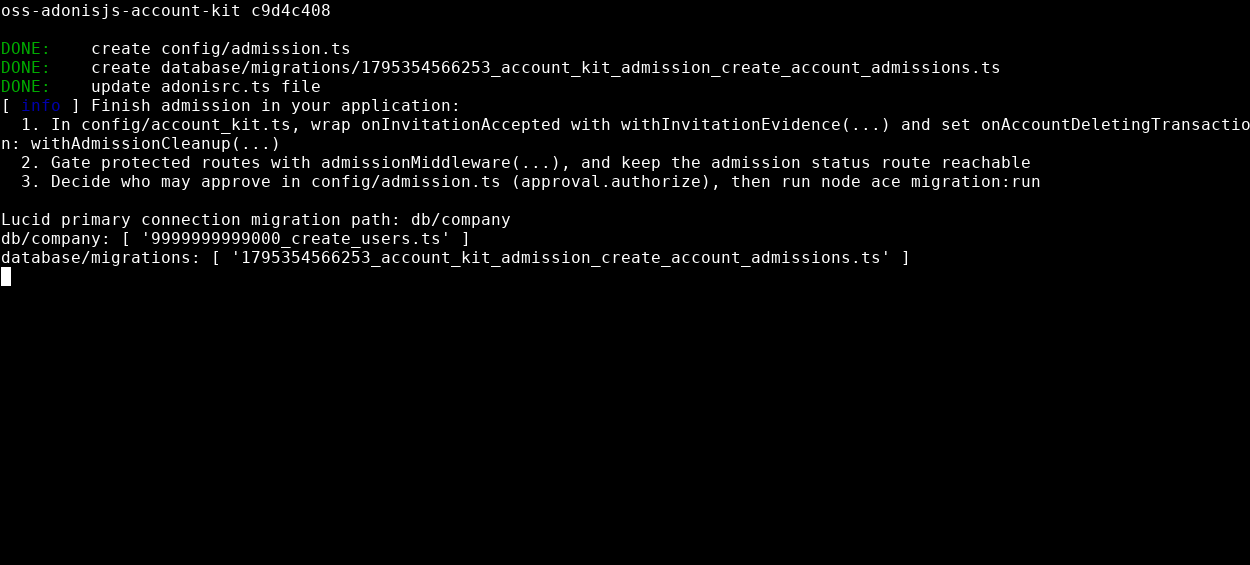 oss-adonisjs-account-kit c9d4c408
DONE:    create config/admission.ts
DONE:    create database/migrations/1795354566253_account_kit_admission_create_account_admissions.ts
DONE:    update adonisrc.ts file
[ info ] Finish admission in your application:
  1. In config/account_kit.ts, wrap onInvitationAccepted with withInvitationEvidence(...) and set onAccountDeletingTransactio
n: withAdmissionCleanup(...)
  2. Gate protected routes with admissionMiddleware(...), and keep the admission status route reachable
  3. Decide who may approve in config/admission.ts (approval.authorize), then run node ace migration:run
Lucid primary connection migration path: db/company
db/company: [ '9999999999000_create_users.ts' ]
database/migrations: [ '1795354566253_account_kit_admission_create_account_admissions.ts' ]